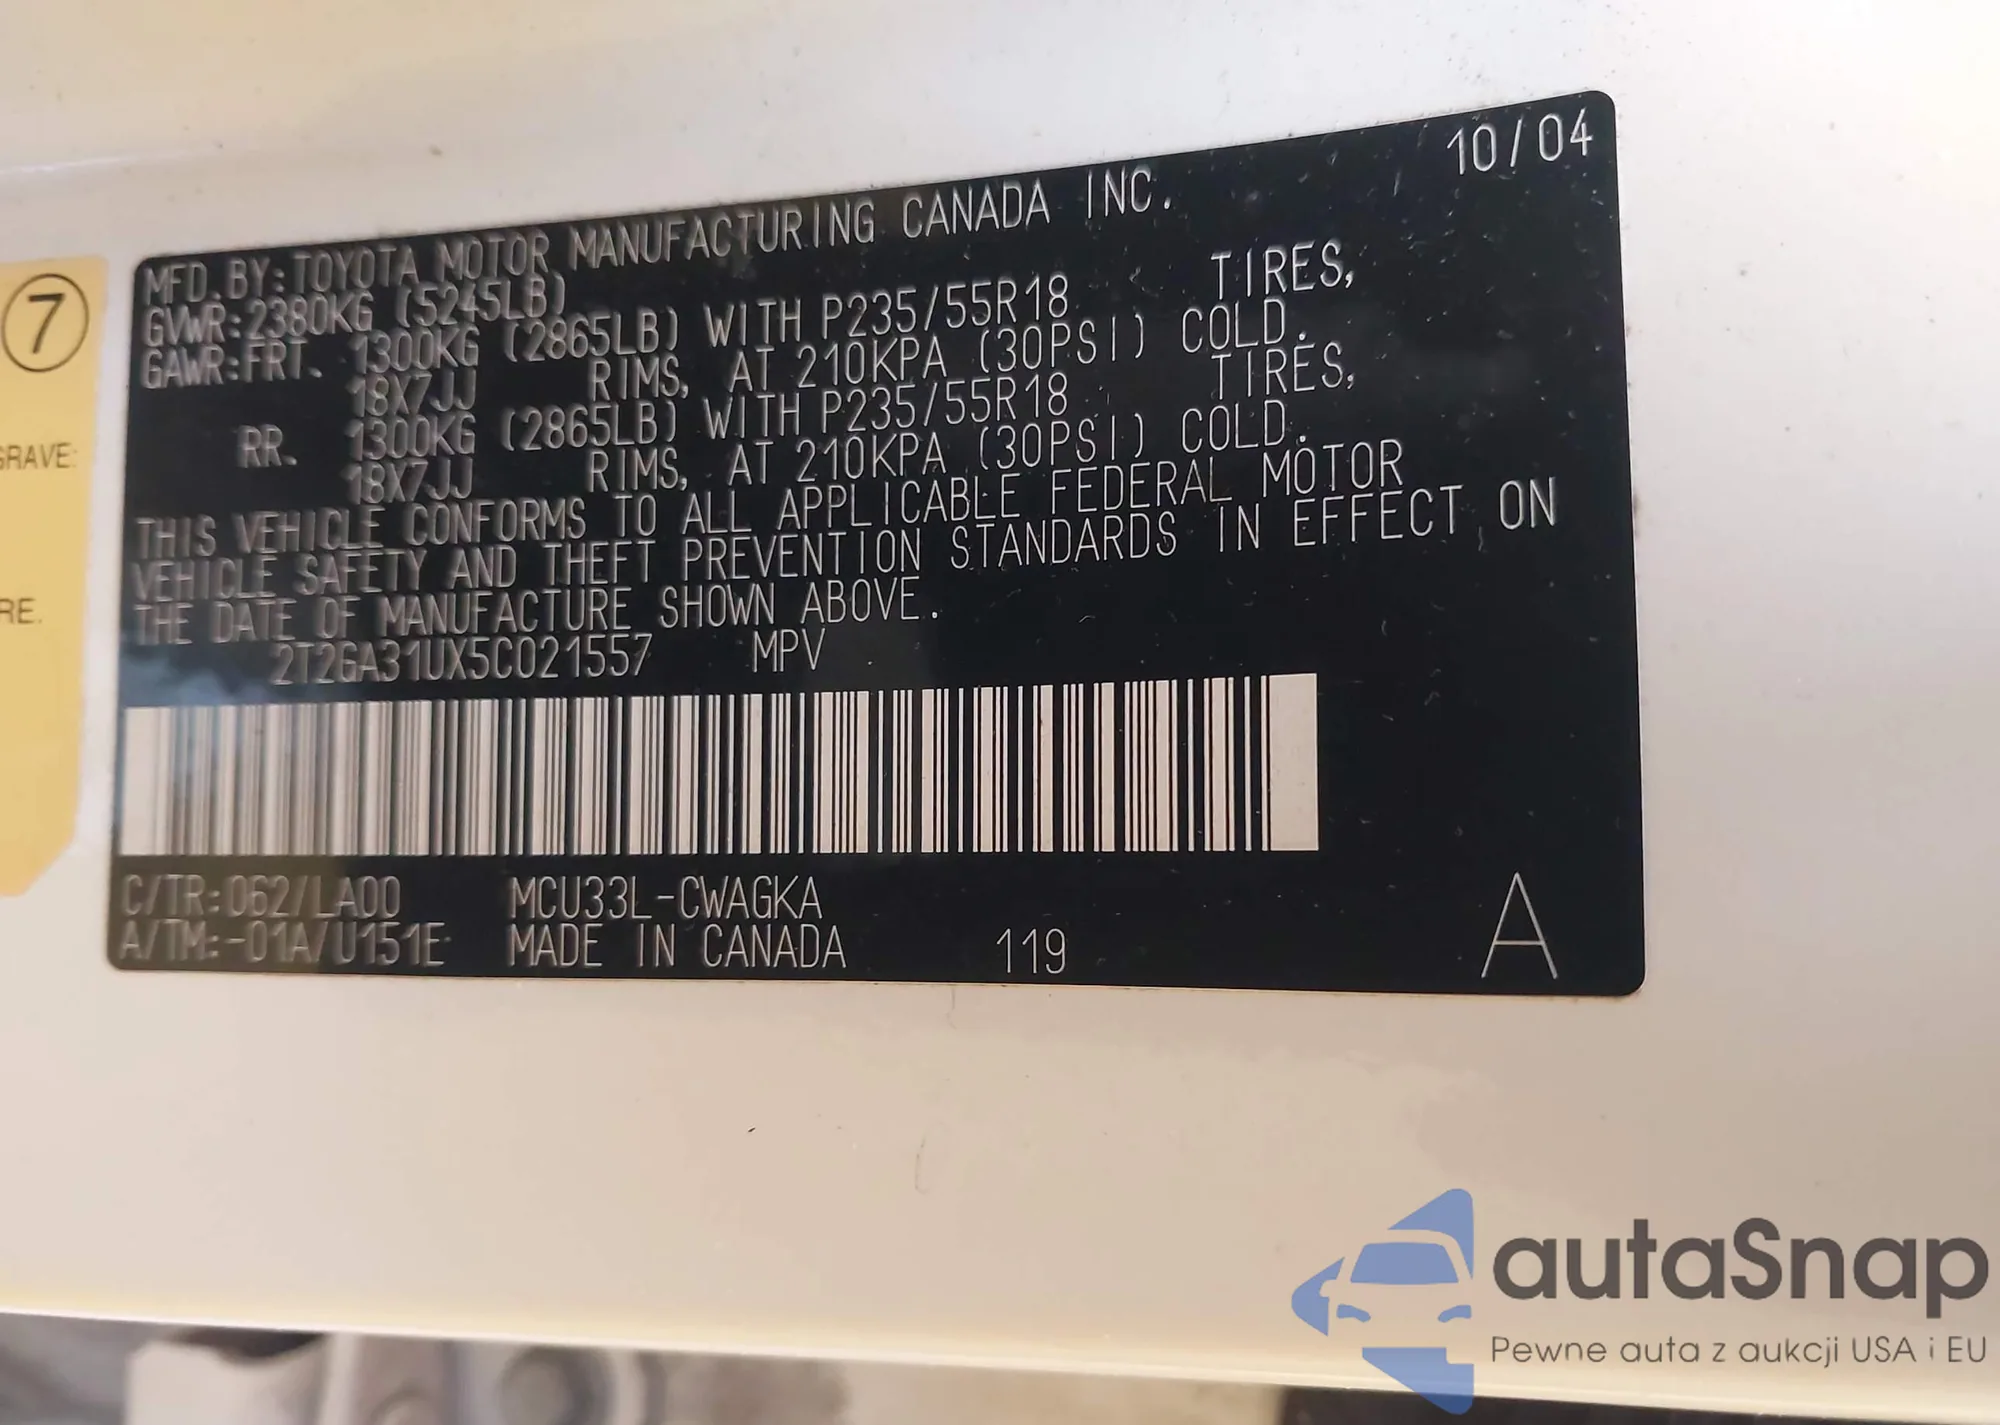 7
GRAVE:
RE.
10/04
MFD. BY: TOYOTA MOTOR MANUFACTURING CANADA INC.
GVWR: 2380KG (5245LB)
GAWR: FRT. 1300KG (2865LB) WITH P235/55R18 TIRES,
18X7JJ RIMS, AT 210KPA (30PSI) COLD.
RR. 1300KG (2865LB) WITH P235/55R18 TIRES,
18X7JJ RIMS, AT 210KPA (30PSI) COLD.
THIS VEHICLE CONFORMS TO ALL APPLICABLE FEDERAL MOTOR
VEHICLE SAFETY AND THEFT PREVENTION STANDARDS IN EFFECT ON
THE DATE OF MANUFACTURE SHOWN ABOVE.
2T2GA31UX5C021557 MPV
C/TR: 062/LA00 MCU33L-CWAGKA
A/TM: -01A/U151E MADE IN CANADA 119 A
autaSnap
Pewne auta z aukcji USA i EU